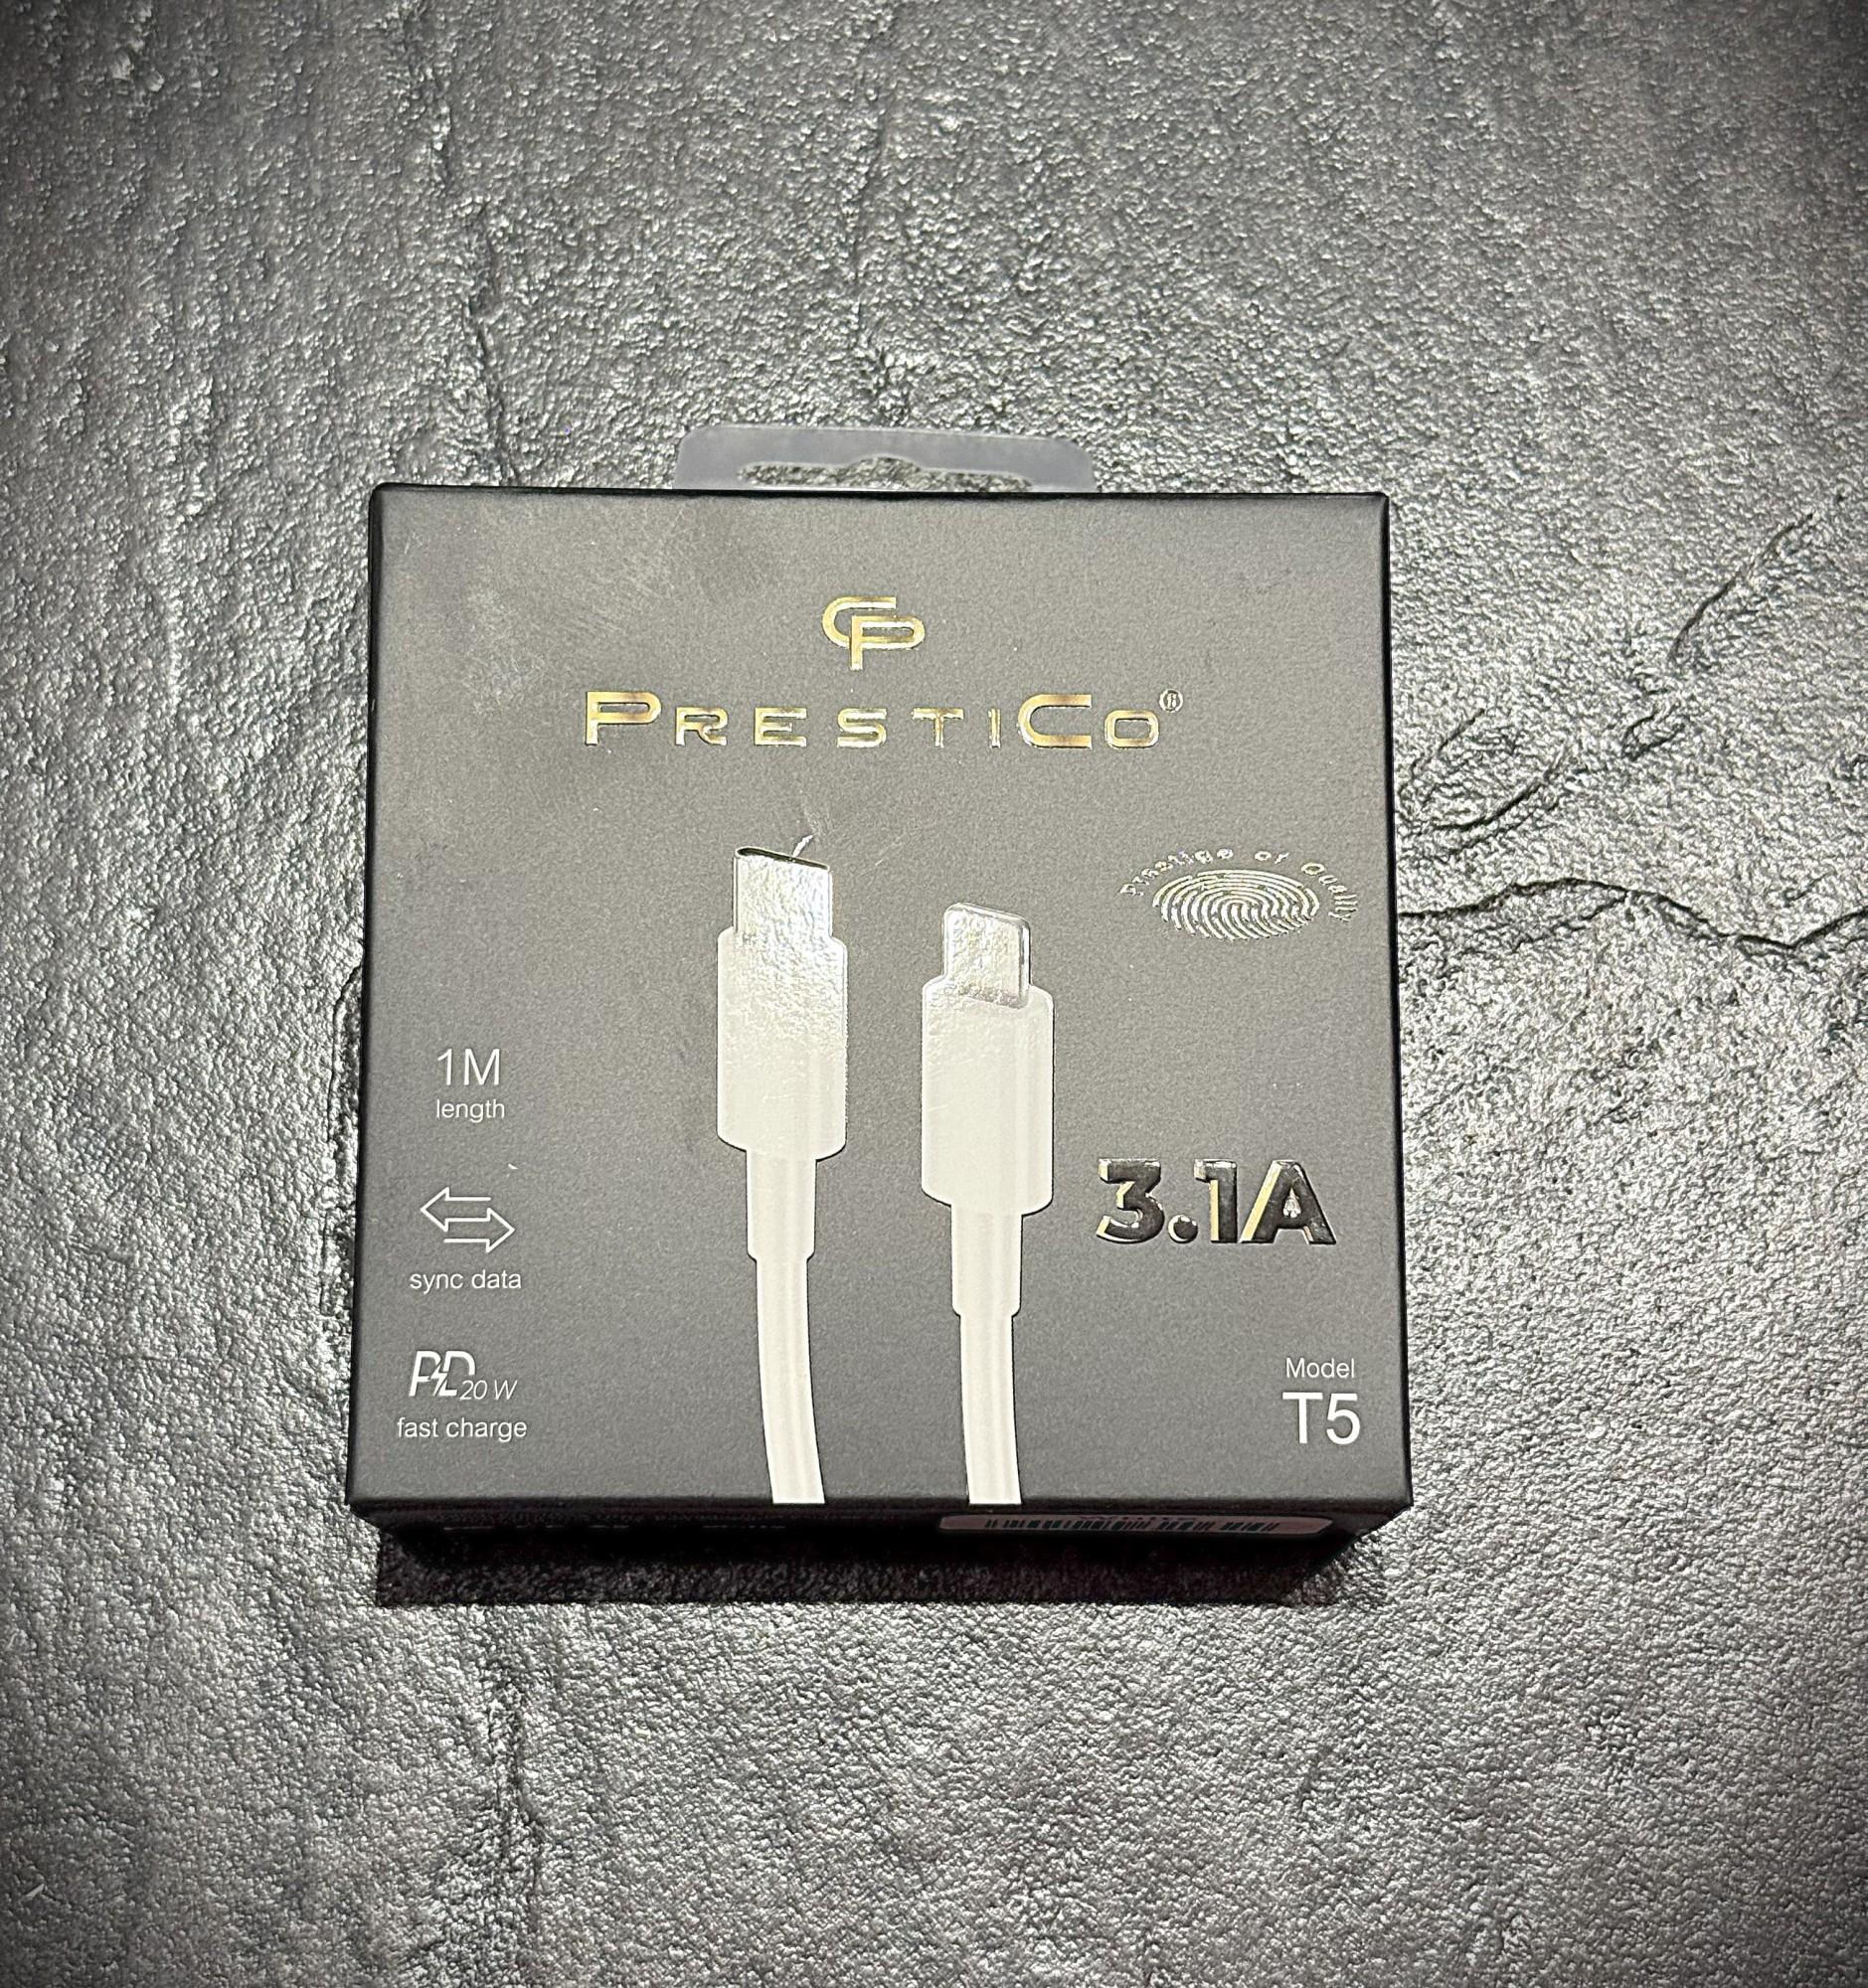 PRESTICO®
Prestige of Quality
1M
length
3.1A
sync data
PD 20 W
fast charge
Model
T5